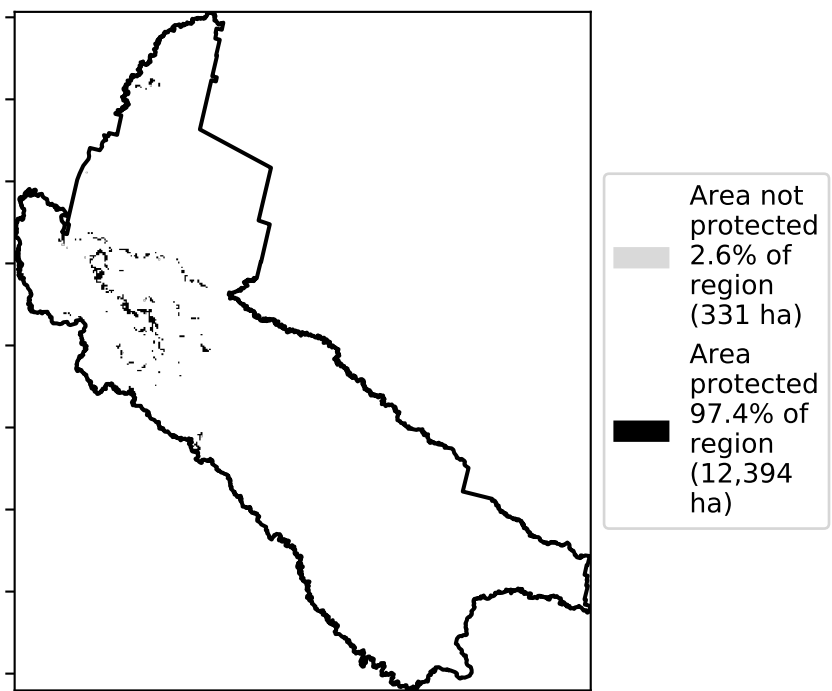 Area not
protected
2.6% of
region
(331 ha)
Area
protected
97.4% of
region
(12,394
ha)